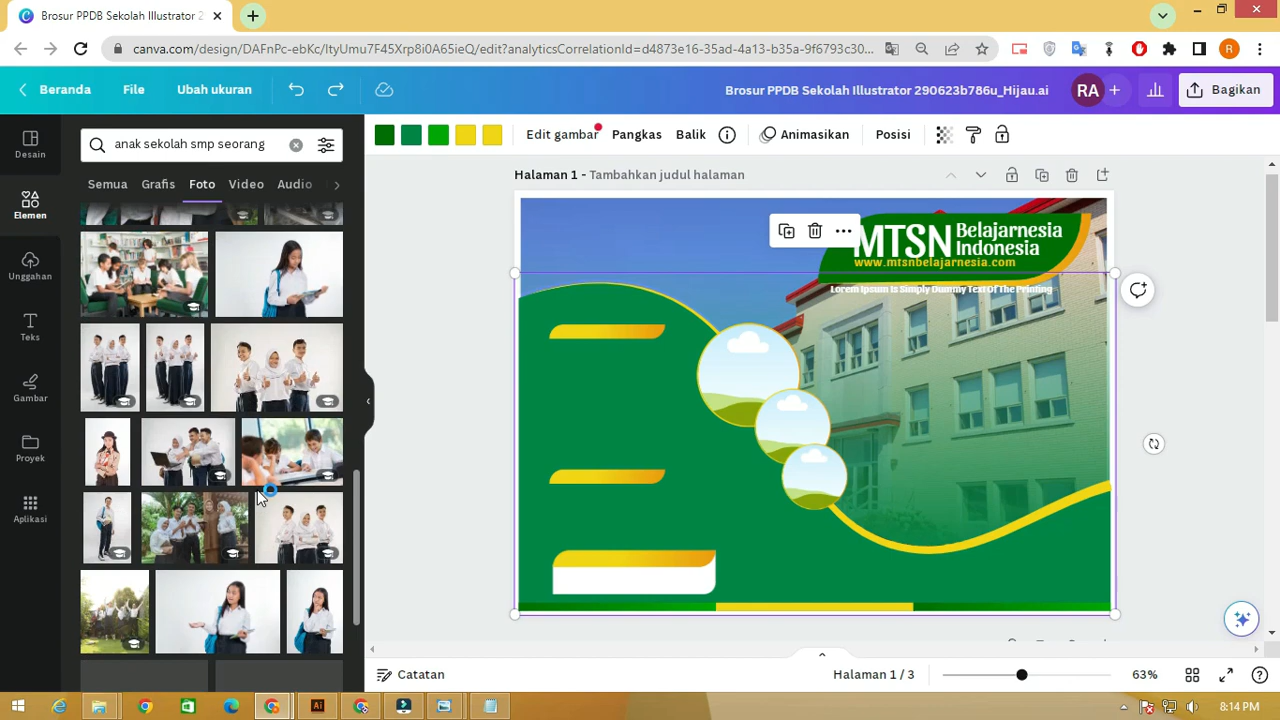 Brosur PPDB Sekolah Illustrator 2
canva.com/design/DAFnPc-ebKc/ItyUmu7F45Xrp8i0A65ieQ/edit?analyticsCorrelationId=d4873e16-35ad-4a13-b35a-9f6793c30...
R
Beranda
File
Ubah ukuran
Brosur PPDB Sekolah Illustrator 290623b786u_Hijau.ai
RA
Bagikan
Desain
Elemen
Unggahan
Teks
Gambar
Proyek
Aplikasi
anak sekolah smp seorang
Semua
Grafis
Foto
Video
Audio
Edit gambar
Pangkas
Balik
Animasikan
Posisi
Halaman 1 - Tambahkan judul halaman
MTSN Belajarnesia
Indonesia
www.mtsnbelajarnesia.com
Lorem Ipsum Is Simply Dummy Text Of The Printing
Catatan
Halaman 1 / 3
63%
8:14 PM